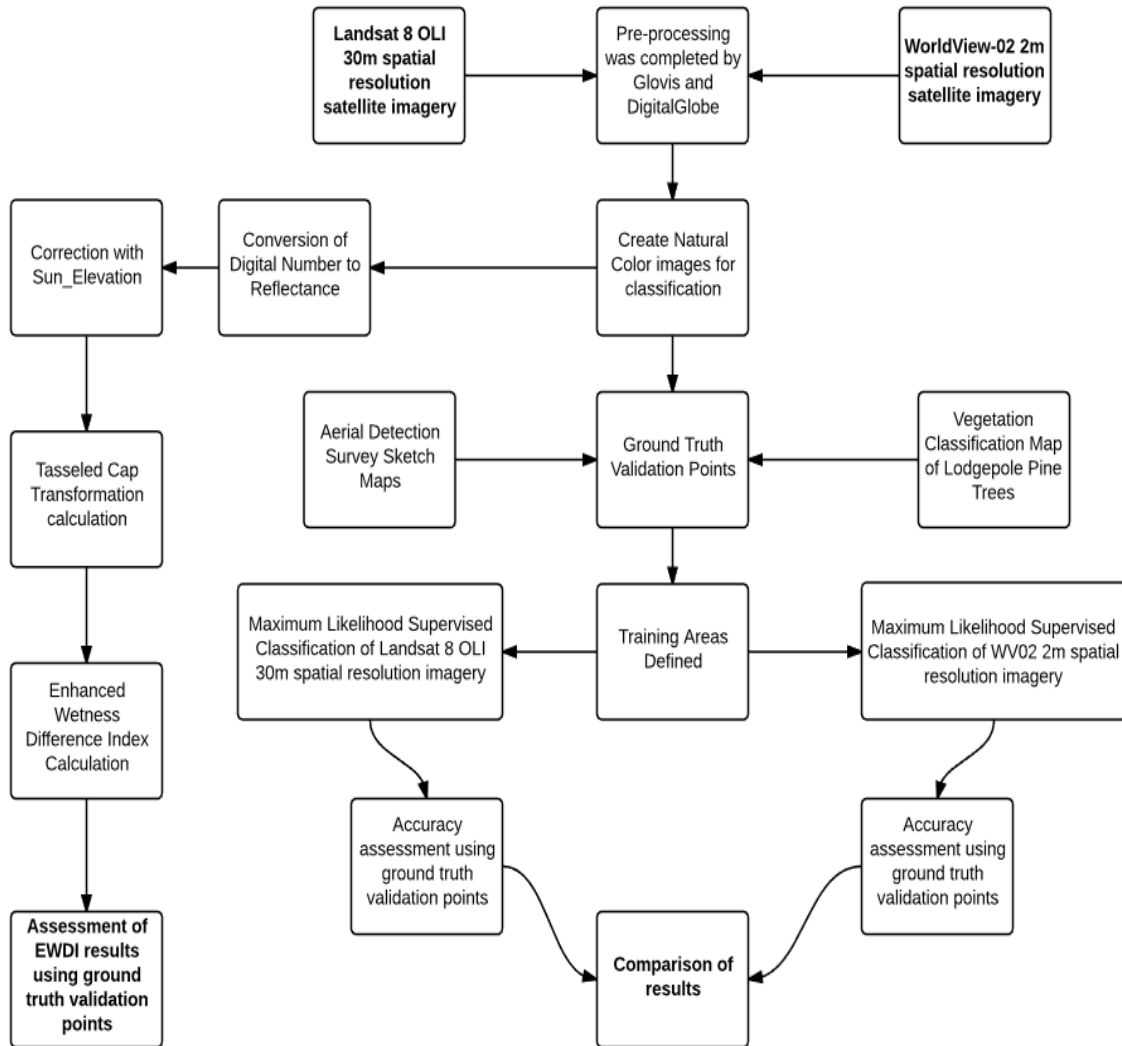 Landsat 8 OLI
30m spatial
resolution
satellite imagery
Pre-processing
was completed by
Glovis and
DigitalGlobe
WorldView-02 2m
spatial resolution
satellite imagery
Correction with
Sun_Elevation
Conversion of
Digital Number to
Reflectance
Create Natural
Color images for
classification
Aerial Detection
Survey Sketch
Maps
Ground Truth
Validation Points
Vegetation
Classification Map
of Lodgepole Pine
Trees
Tasseled Cap
Transformation
calculation
Maximum Likelihood Supervised
Classification of Landsat 8 OLI
30m spatial resolution imagery
Training Areas
Defined
Maximum Likelihood Supervised
Classification of WV02 2m spatial
resolution imagery
Enhanced
Wetness
Difference Index
Calculation
Accuracy
assessment using
ground truth
validation points
Accuracy
assessment using
ground truth
validation points
Assessment of
EWDI results
using ground
truth validation
points
Comparison of
results